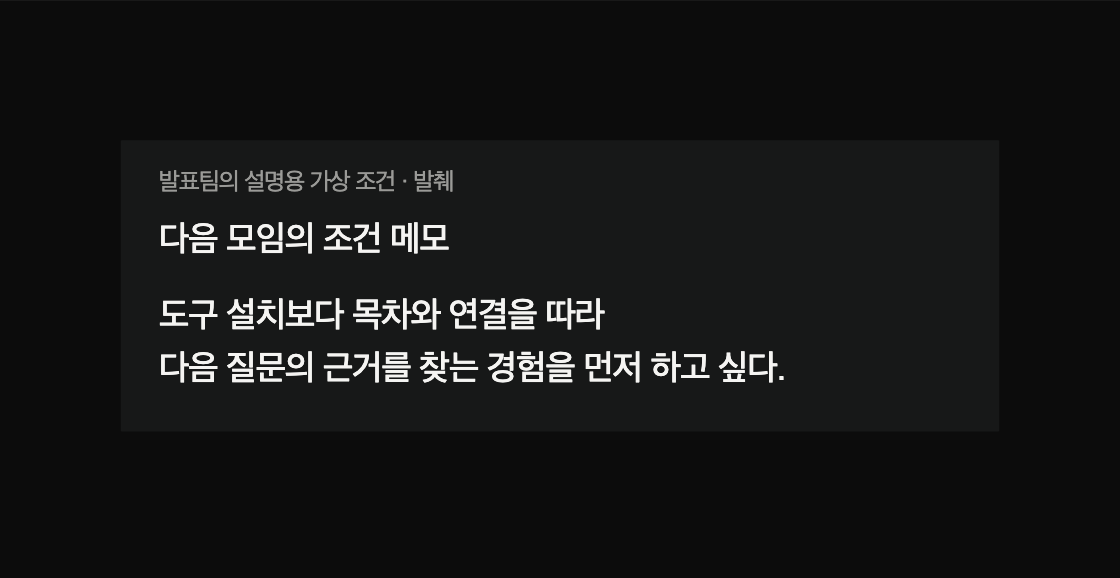 발표팀의 설명용 가상 조건 · 발췌
다음 모임의 조건 메모
도구 설치보다 목차와 연결을 따라
다음 질문의 근거를 찾는 경험을 먼저 하고 싶다.